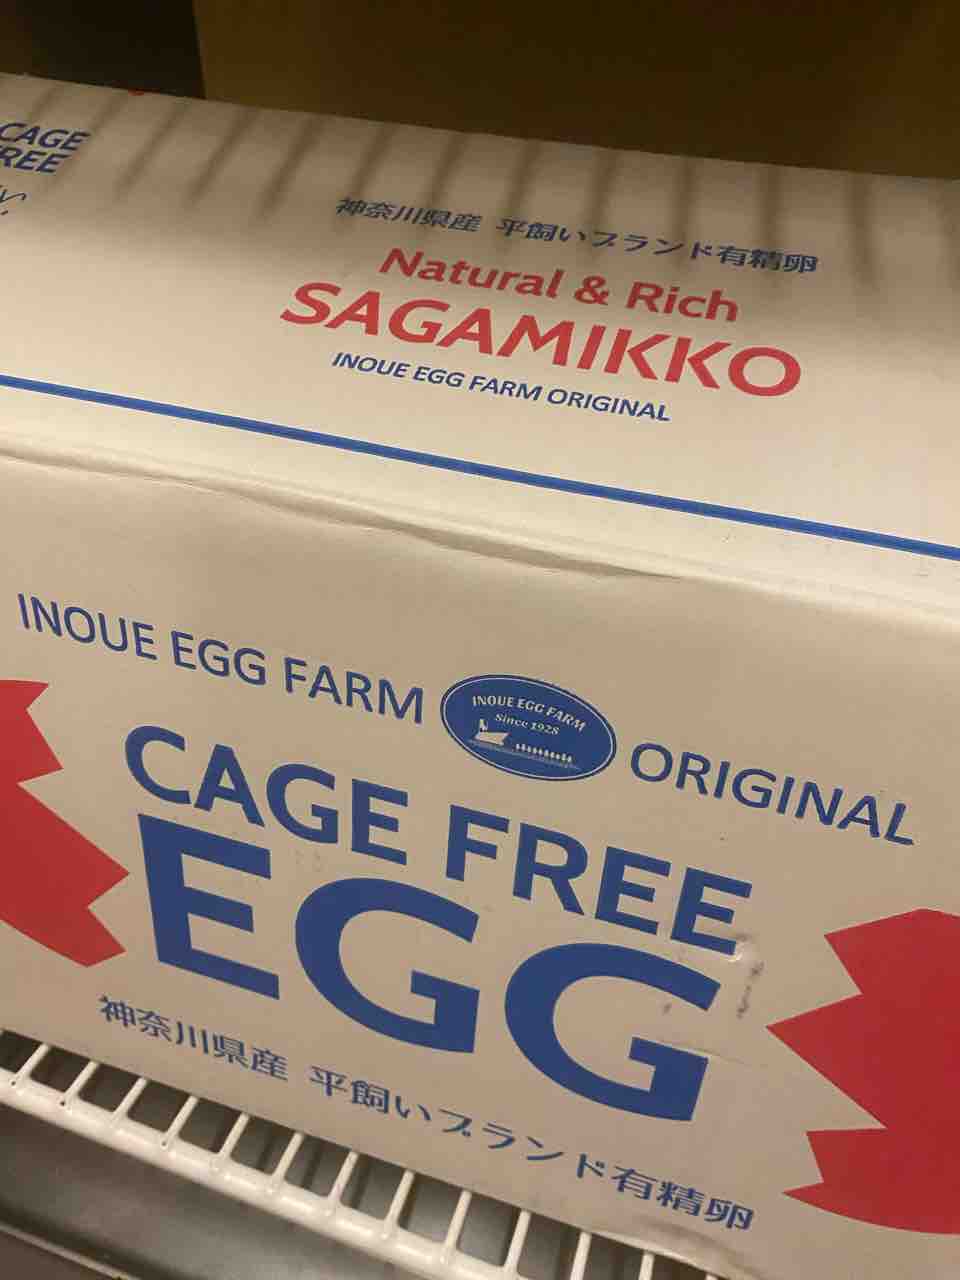 CAGE
FREE
神奈川県産 平飼いブランド有精卵
Natural & Rich
SAGAMIKKO
INOUE EGG FARM ORIGINAL
INOUE EGG FARM
INOUE EGG FARM
Since 1928
ORIGINAL
CAGE FREE
EGG
神奈川県産 平飼いブランド有精卵